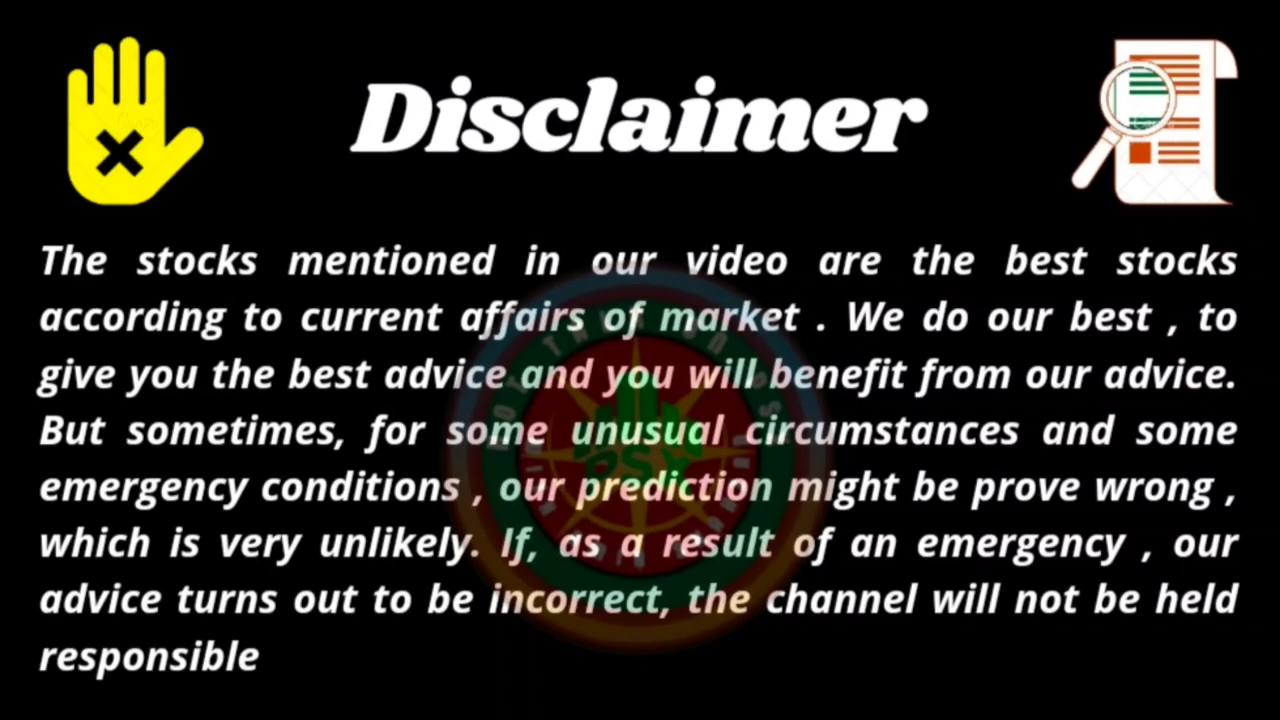 Disclaimer
The stocks mentioned in our video are the best stocks
according to current affairs of market . We do our best , to
give you the best advice and you will benefit from our advice.
But sometimes, for some unusual circumstances and some
emergency conditions , our prediction might be prove wrong ,
which is very unlikely. If, as a result of an emergency , our
advice turns out to be incorrect, the channel will not be held
responsible